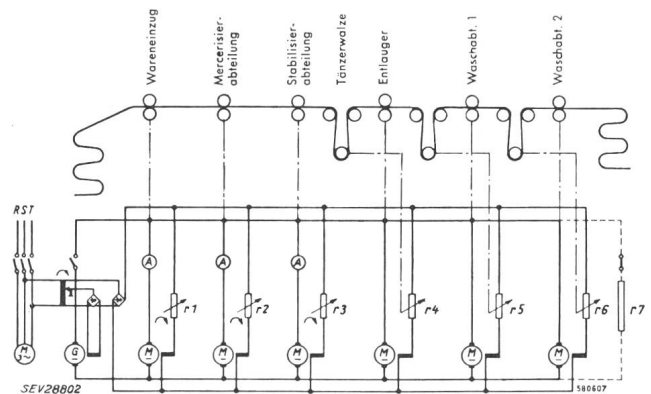 Wareneinzug
Mercerisier-
abteilung
Stabilisier-
abteilung
Tänzerwalze
Entlauger
Waschabt. 1
Waschabt. 2
RST
A
A
A
r1
r2
r3
r4
r5
r6
r7
M
3~
G
M
M
M
M
M
M
SEV28802
580607